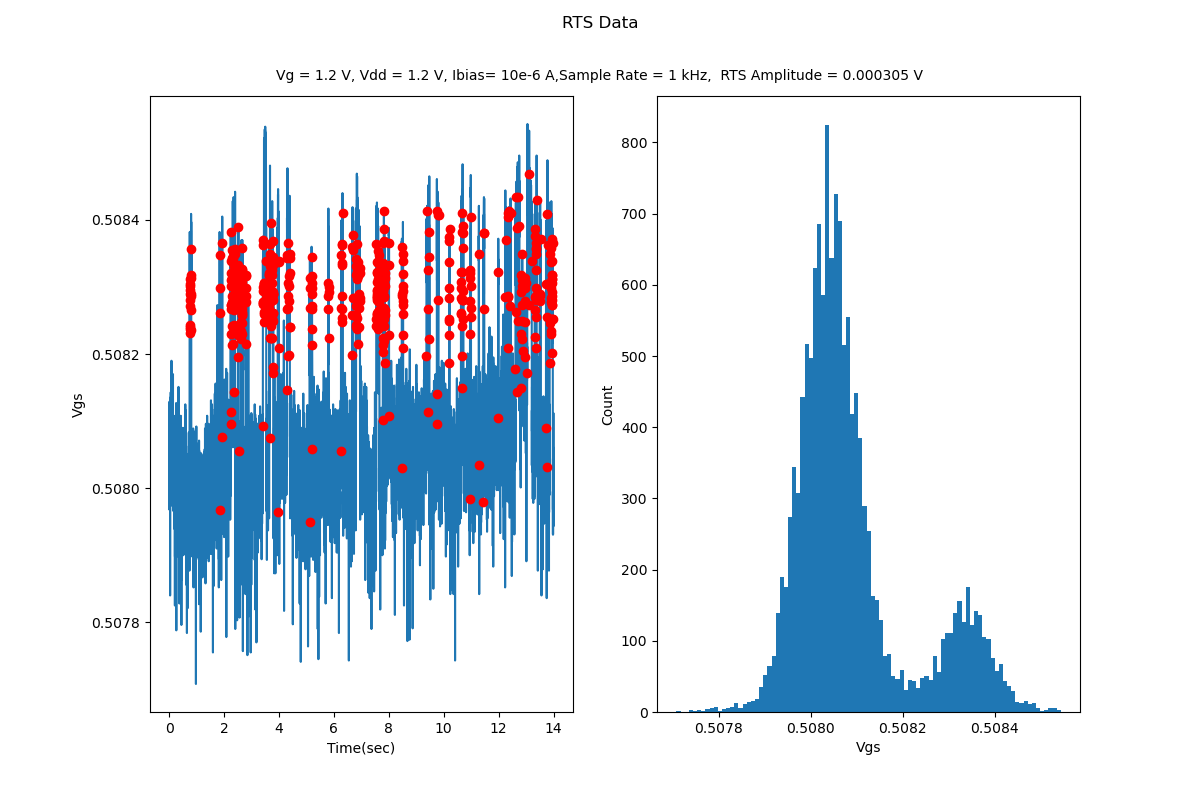 RTS Data
Vg = 1.2 V, Vdd = 1.2 V, Ibias= 10e-6 A,Sample Rate = 1 kHz,  RTS Amplitude = 0.000305 V
Vgs
0.5084
0.5082
0.5080
0.5078
0 2 4 6 8 10 12 14
Time(sec)
Count
800
700
600
500
400
300
200
100
0
0.5078 0.5080 0.5082 0.5084
Vgs